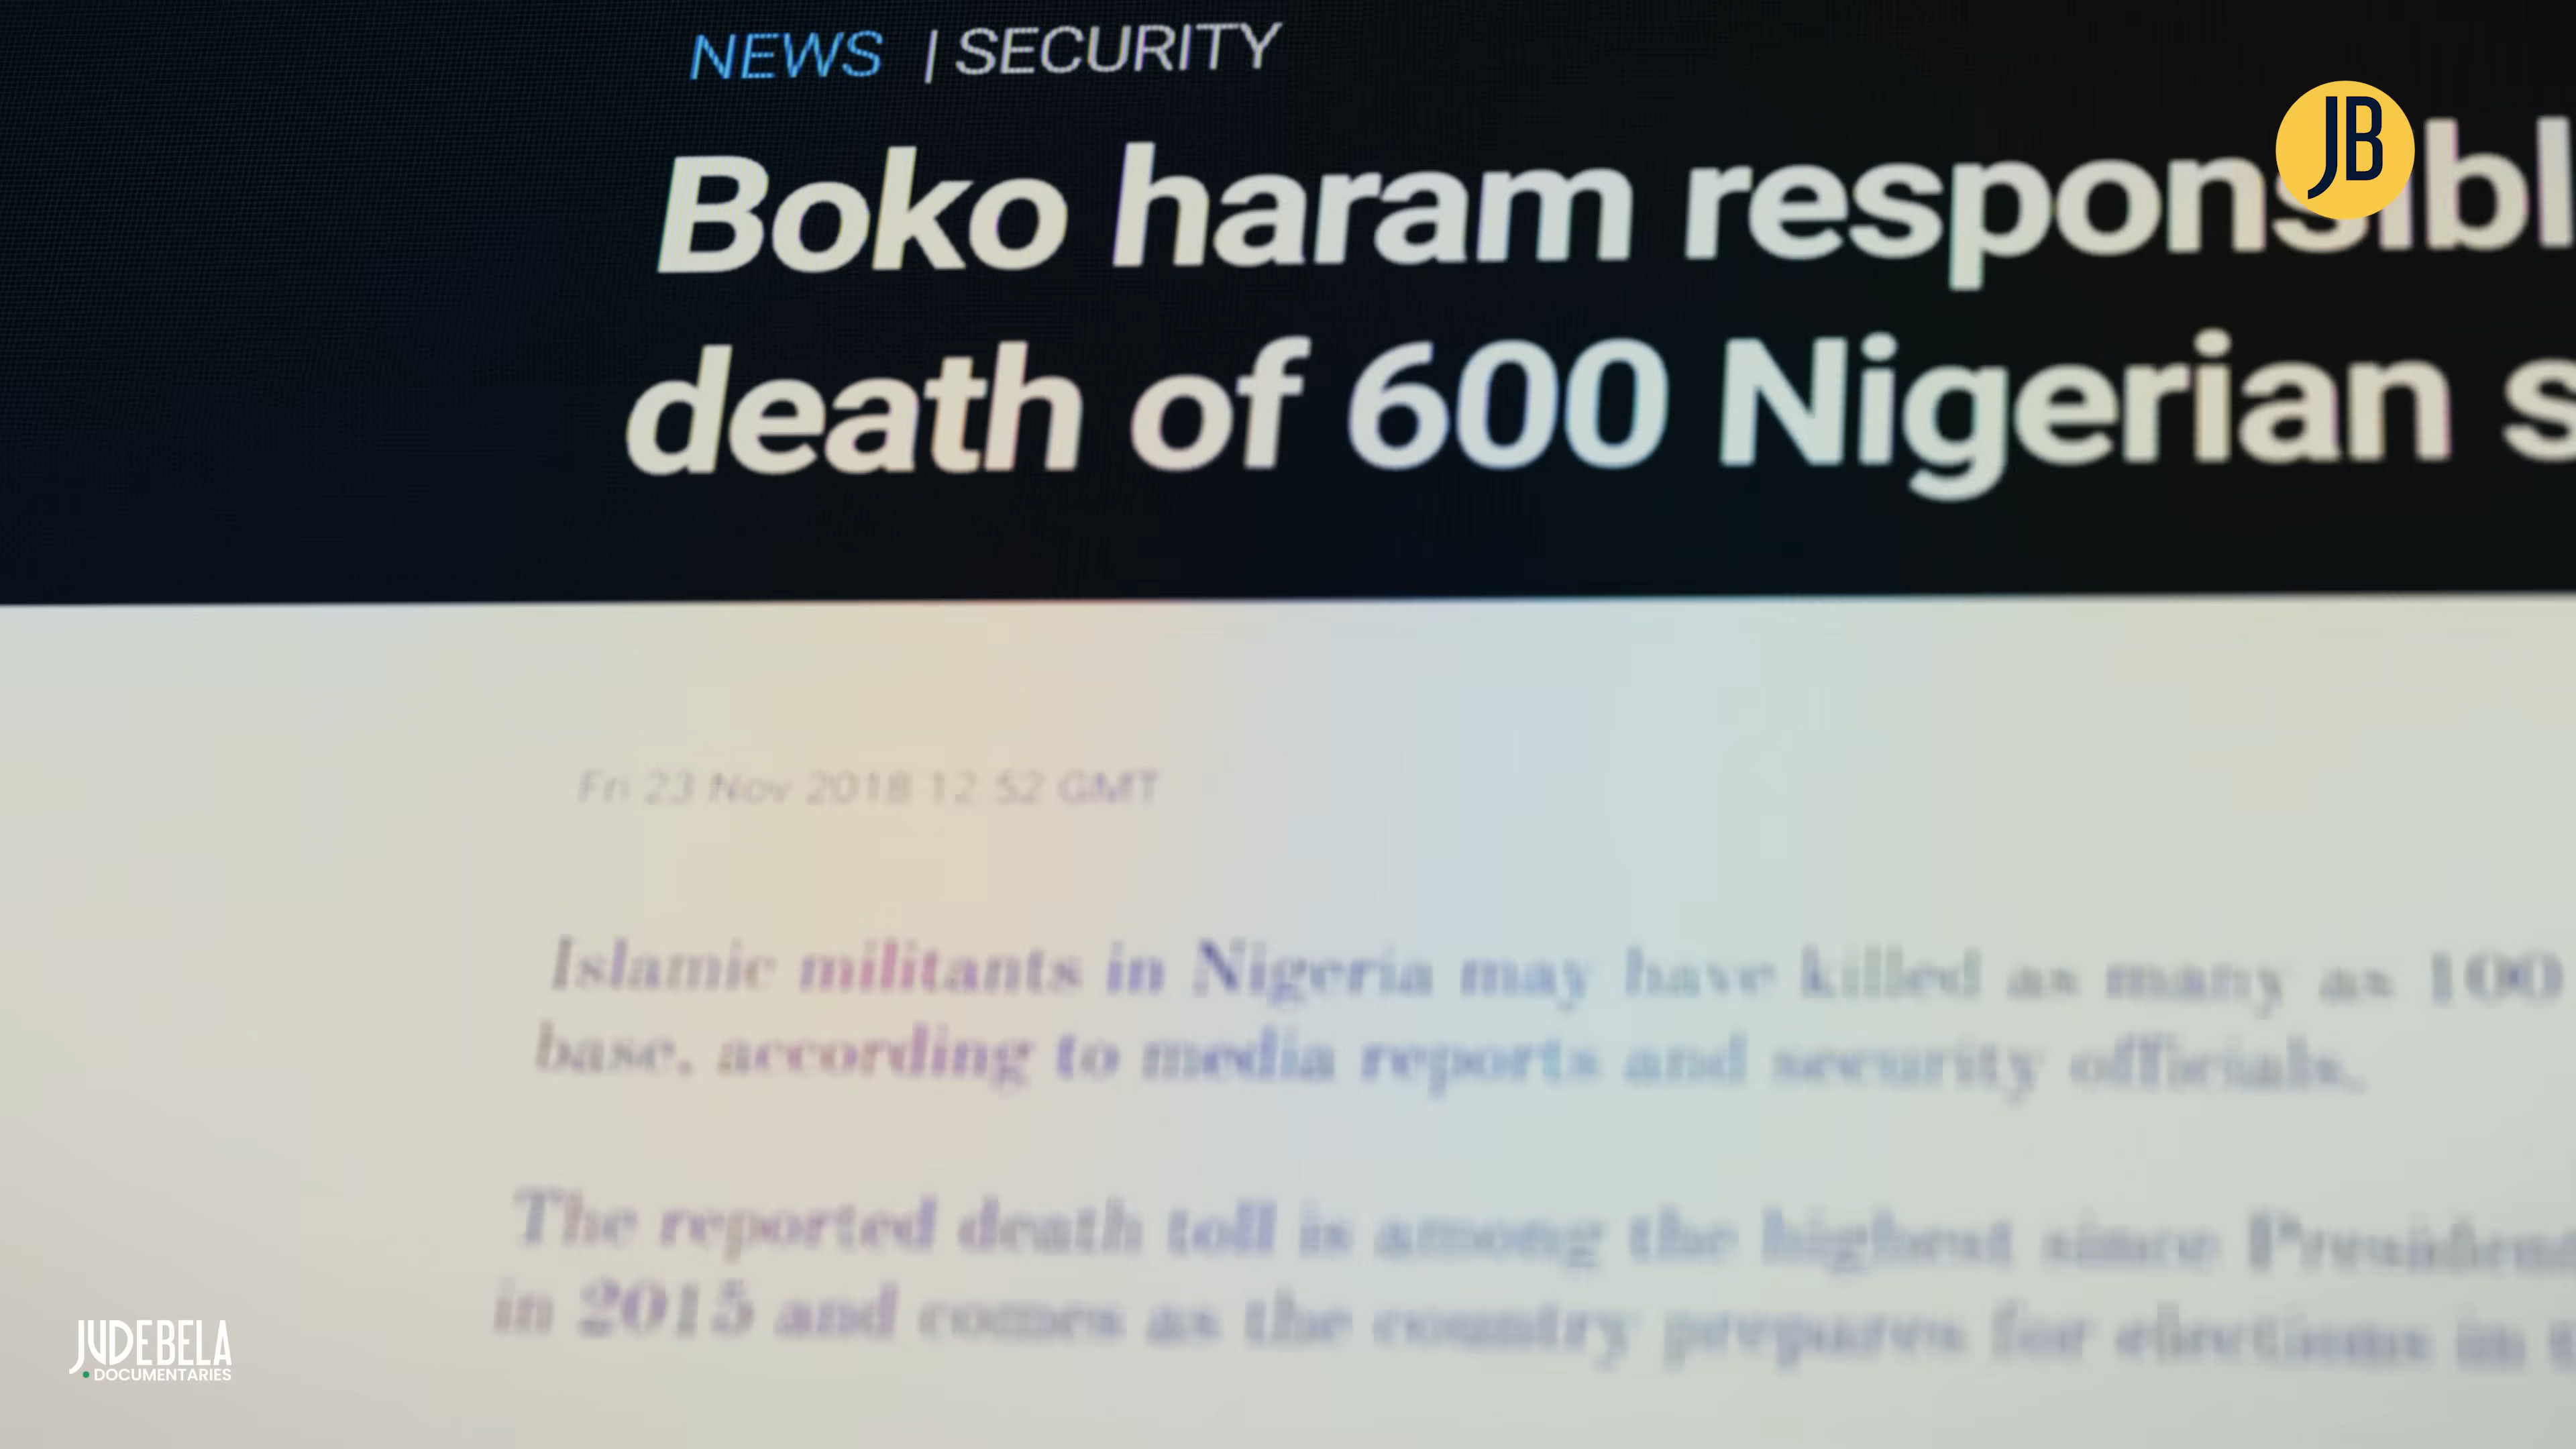 NEWS | SECURITY
JB
Boko haram responsibl
death of 600 Nigerian s
Fri 23 Nov 2018 12:52 GMT
Islamic militants in Nigeria may have killed as many as 100
base, according to media reports and security officials.
The reported death toll is among the highest since President
in 2015 and comes as the country prepares for elections in t
JUDEBELA
DOCUMENTARIES